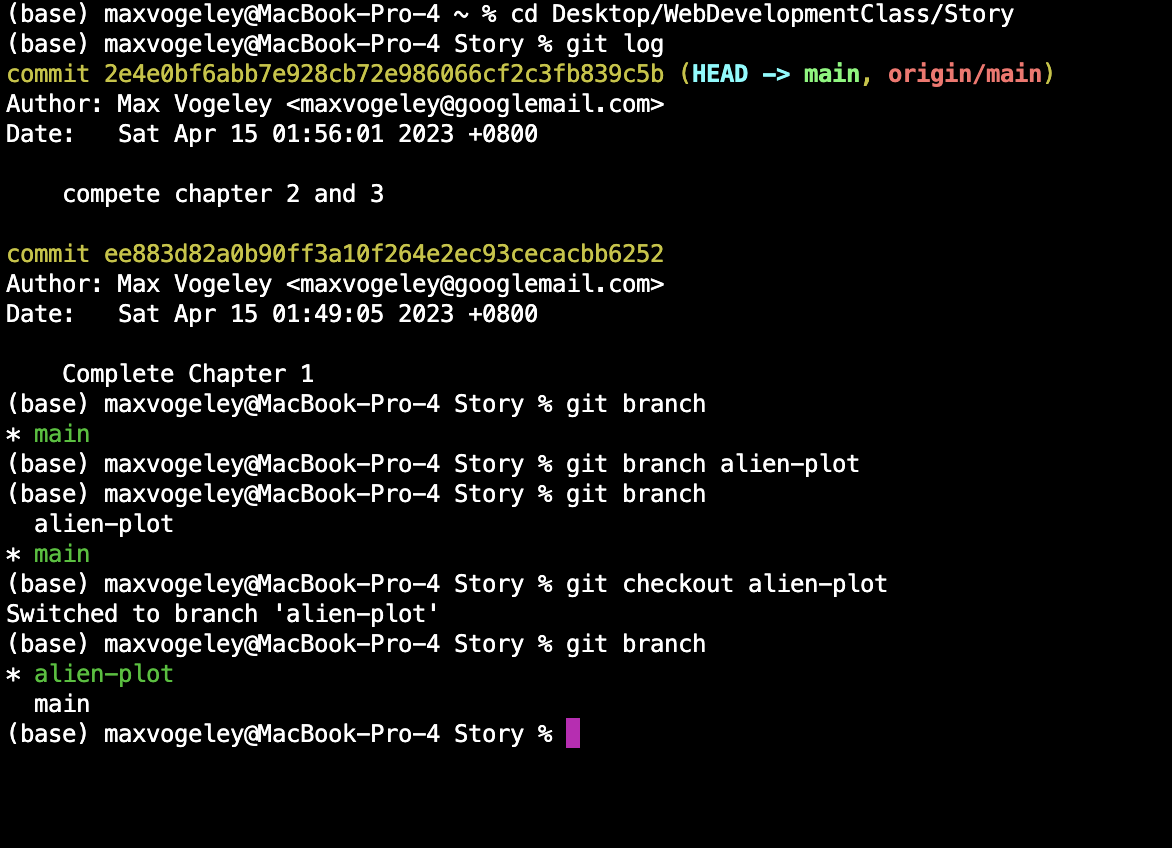 (base) maxvogeley@MacBook-Pro-4 ~ % cd Desktop/WebDevelopmentClass/Story
(base) maxvogeley@MacBook-Pro-4 Story % git log
commit 2e4e0bf6abb7e928cb72e986066cf2c3fb839c5b (HEAD -> main, origin/main)
Author: Max Vogeley <maxvogeley@googlemail.com>
Date:   Sat Apr 15 01:56:01 2023 +0800

    compete chapter 2 and 3

commit ee883d82a0b90ff3a10f264e2ec93cecacbb6252
Author: Max Vogeley <maxvogeley@googlemail.com>
Date:   Sat Apr 15 01:49:05 2023 +0800

    Complete Chapter 1
(base) maxvogeley@MacBook-Pro-4 Story % git branch
* main
(base) maxvogeley@MacBook-Pro-4 Story % git branch alien-plot
(base) maxvogeley@MacBook-Pro-4 Story % git branch
  alien-plot
* main
(base) maxvogeley@MacBook-Pro-4 Story % git checkout alien-plot
Switched to branch 'alien-plot'
(base) maxvogeley@MacBook-Pro-4 Story % git branch
* alien-plot
  main
(base) maxvogeley@MacBook-Pro-4 Story %